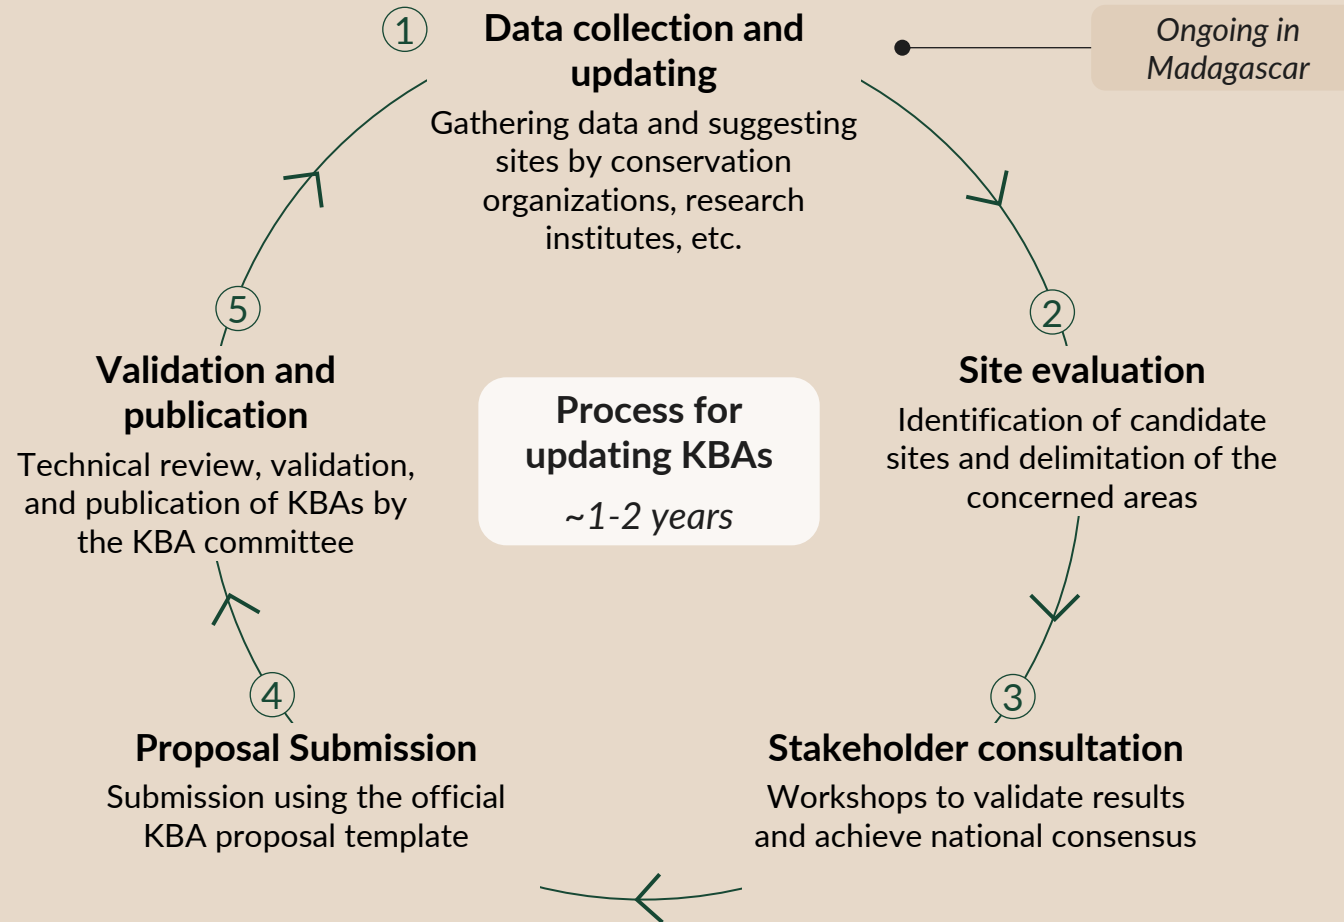 1
Data collection and
updating
Gathering data and suggesting
sites by conservation
organizations, research
institutes, etc.
Ongoing in
Madagascar
2
Site evaluation
Identification of candidate
sites and delimitation of the
concerned areas
3
Stakeholder consultation
Workshops to validate results
and achieve national consensus
4
Proposal Submission
Submission using the official
KBA proposal template
5
Validation and
publication
Technical review, validation,
and publication of KBAs by
the KBA committee
Process for
updating KBAs
~1-2 years